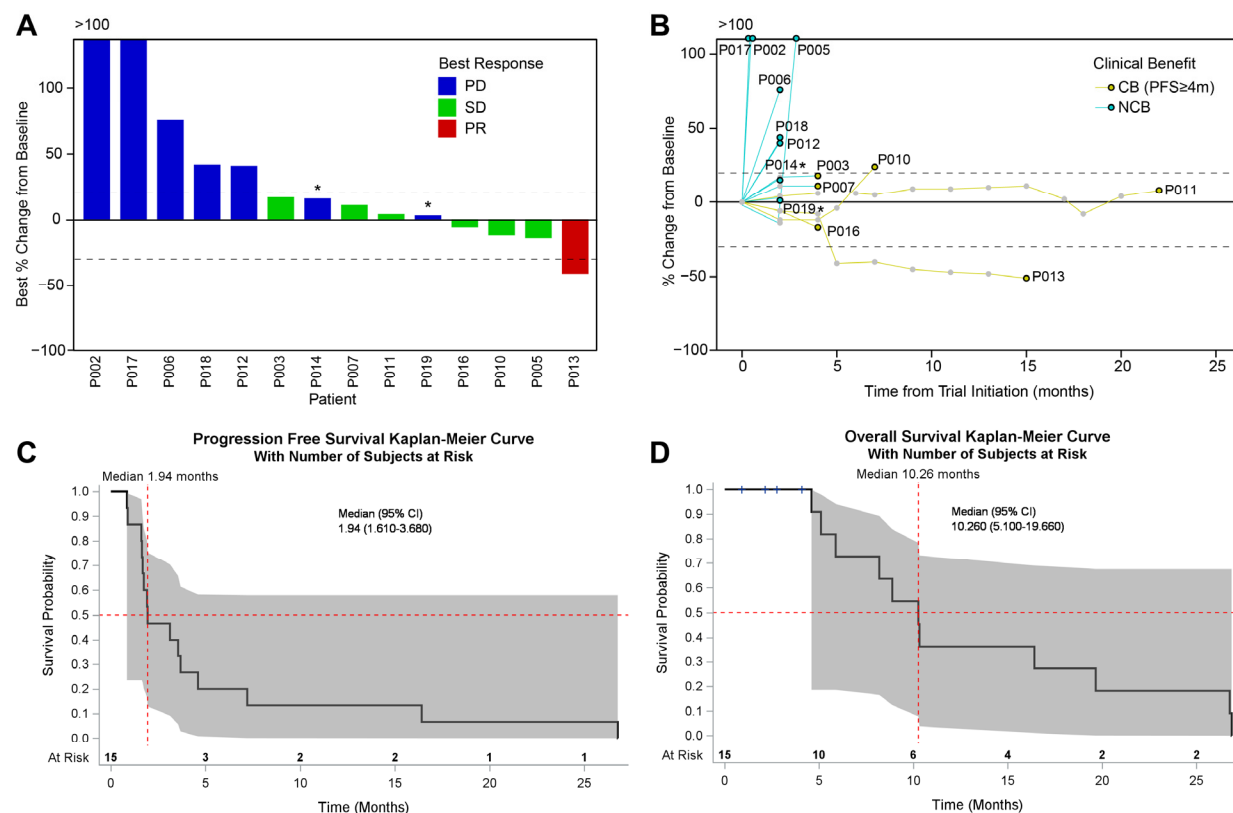 A
>100
100
50
0
−50
−100
Best % Change from Baseline
Best Response
PD
SD
PR
*
*
P002
P017
P006
P018
P012
P003
P014
P007
P011
P019
P016
P010
P005
P013
Patient
B
>100
100
50
0
−50
−100
% Change from Baseline
P017
P002
P005
P006
P018
P012
P014*
P003
P010
P007
P011
P019*
P016
P013
Clinical Benefit
CB (PFS≥4m)
NCB
0 5 10 15 20 25
Time from Trial Initiation (months)
C
Progression Free Survival Kaplan-Meier Curve
With Number of Subjects at Risk
Median 1.94 months
Median (95% CI)
1.94 (1.610-3.680)
1.0
0.9
0.8
0.7
0.6
0.5
0.4
0.3
0.2
0.1
0.0
Survival Probability
At Risk 15 3 2 2 1 1
0 5 10 15 20 25
Time (Months)
D
Overall Survival Kaplan-Meier Curve
With Number of Subjects at Risk
Median 10.26 months
Median (95% CI)
10.260 (5.100-19.660)
1.0
0.9
0.8
0.7
0.6
0.5
0.4
0.3
0.2
0.1
0.0
Survival Probability
At Risk 15 10 6 4 2 2
0 5 10 15 20 25
Time (Months)